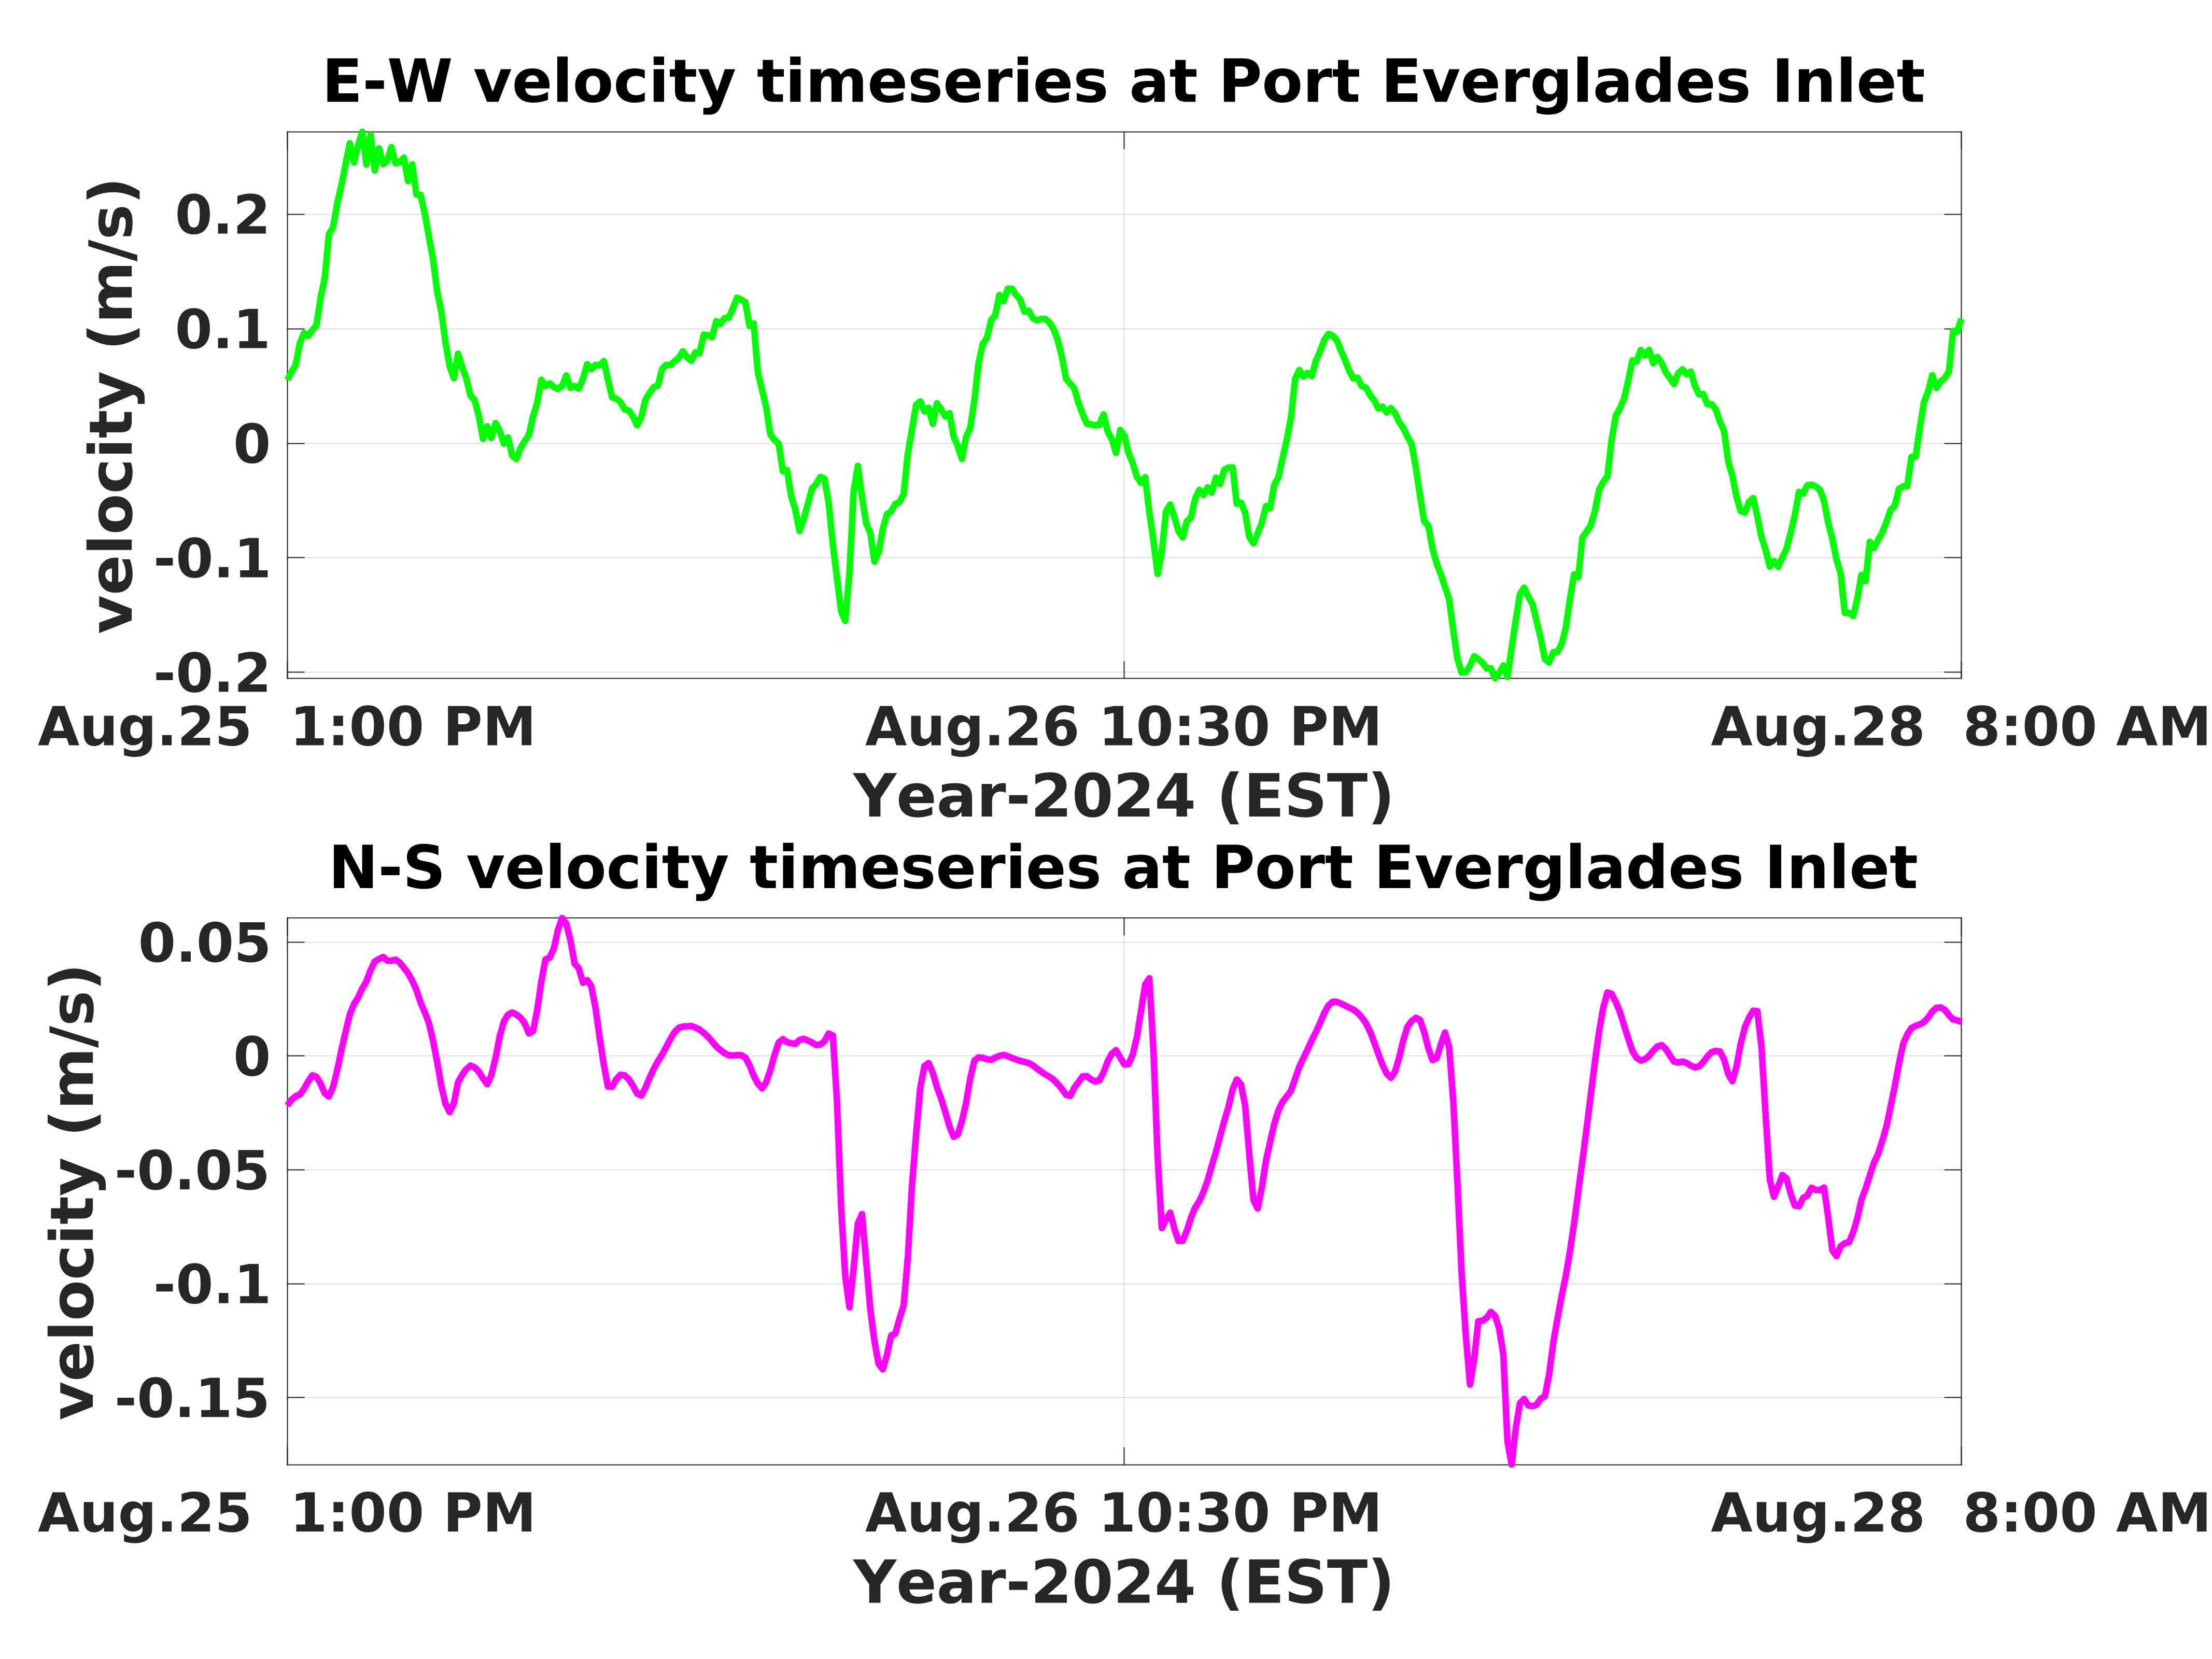 E-W velocity timeseries at Port Everglades Inlet
velocity (m/s)
0.2
0.1
0
-0.1
-0.2
Aug.25 1:00 PM Aug.26 10:30 PM Aug.28 8:00 AM
Year-2024 (EST)
N-S velocity timeseries at Port Everglades Inlet
velocity (m/s)
0.05
0
-0.05
-0.1
-0.15
Aug.25 1:00 PM Aug.26 10:30 PM Aug.28 8:00 AM
Year-2024 (EST)